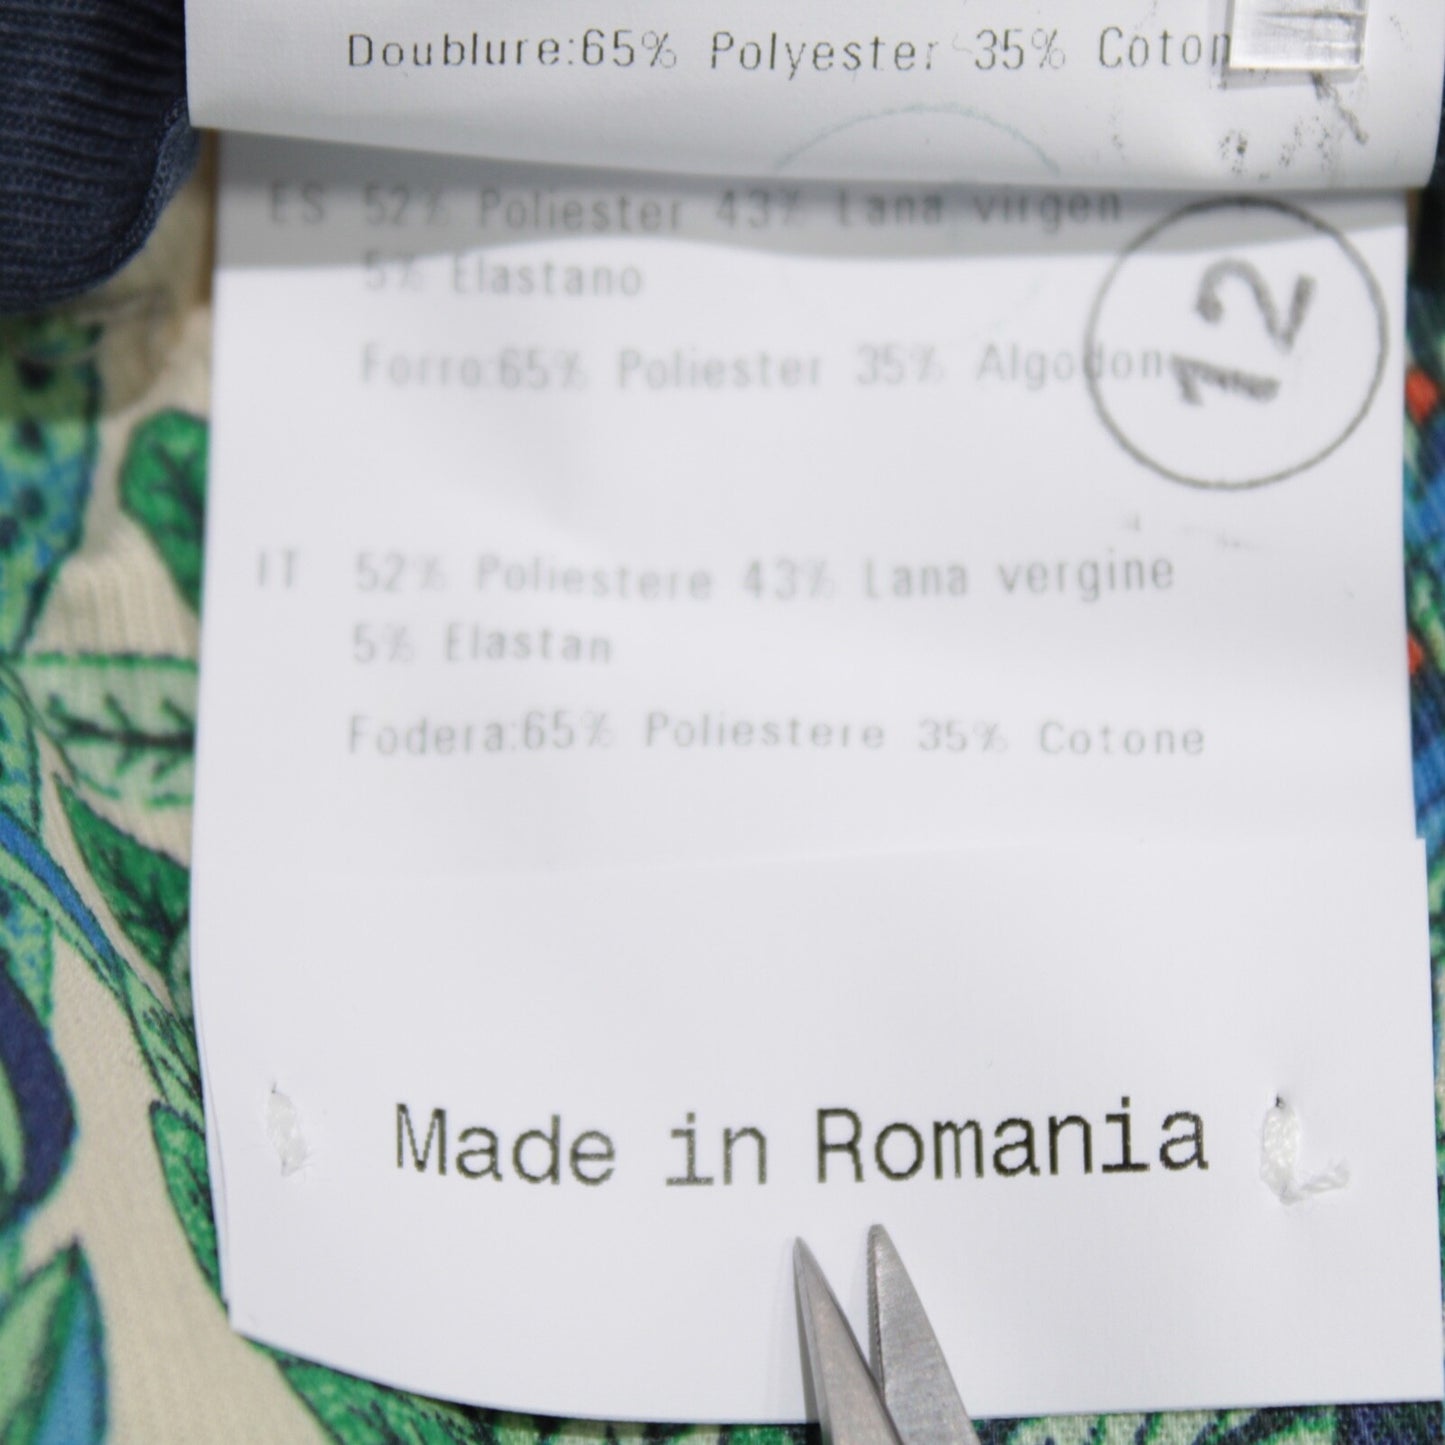 Doublure:65% Polyester 35% Coton
ES 52% Poliester 43% Lana virgen
5% Elastano
Forro:65% Poliester 35% Algodon
12
IT 52% Poliestere 43% Lana vergine
5% Elastan
Fodera:65% Poliestere 35% Cotone
Made in Romania